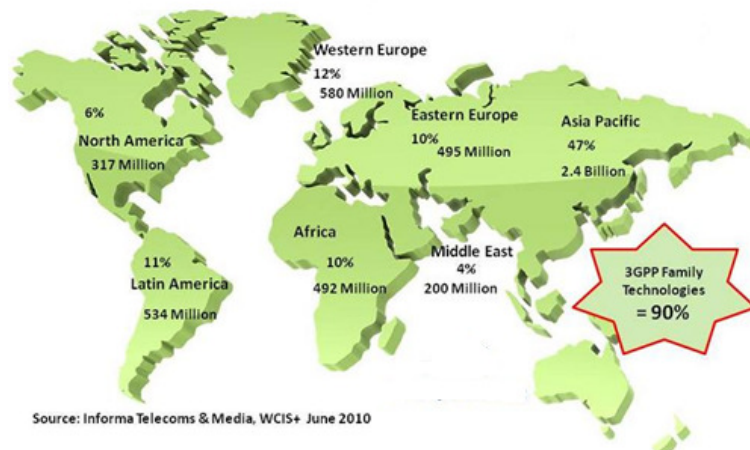 Western Europe
12%
580 Million
6%
North America
317 Million
Eastern Europe
10%
495 Million
Asia Pacific
47%
2.4 Billion
Africa
10%
492 Million
Middle East
4%
200 Million
11%
Latin America
534 Million
3GPP Family
Technologies
= 90%
Source: Informa Telecoms & Media, WCIS+ June 2010